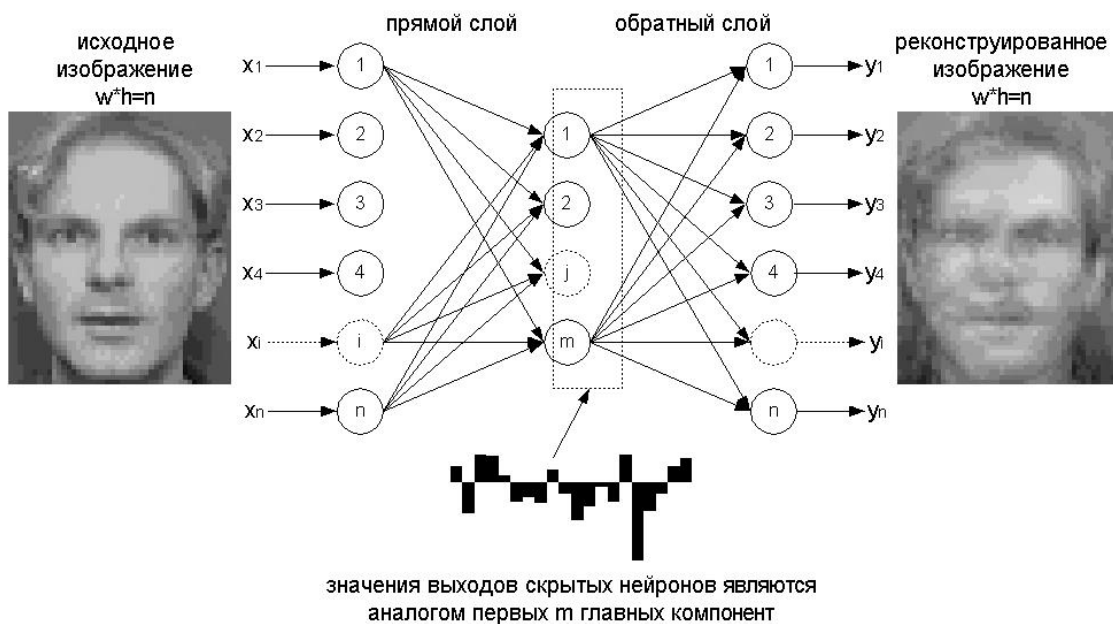 прямой слой
обратный слой
исходное
изображение
w*h=n
реконструированное
изображение
w*h=n
x1
1
1
y1
x2
2
1
2
y2
x3
3
2
3
y3
x4
4
j
4
y4
xi
i
m
yi
xn
n
n
yn
значения выходов скрытых нейронов являются
аналогом первых m главных компонент